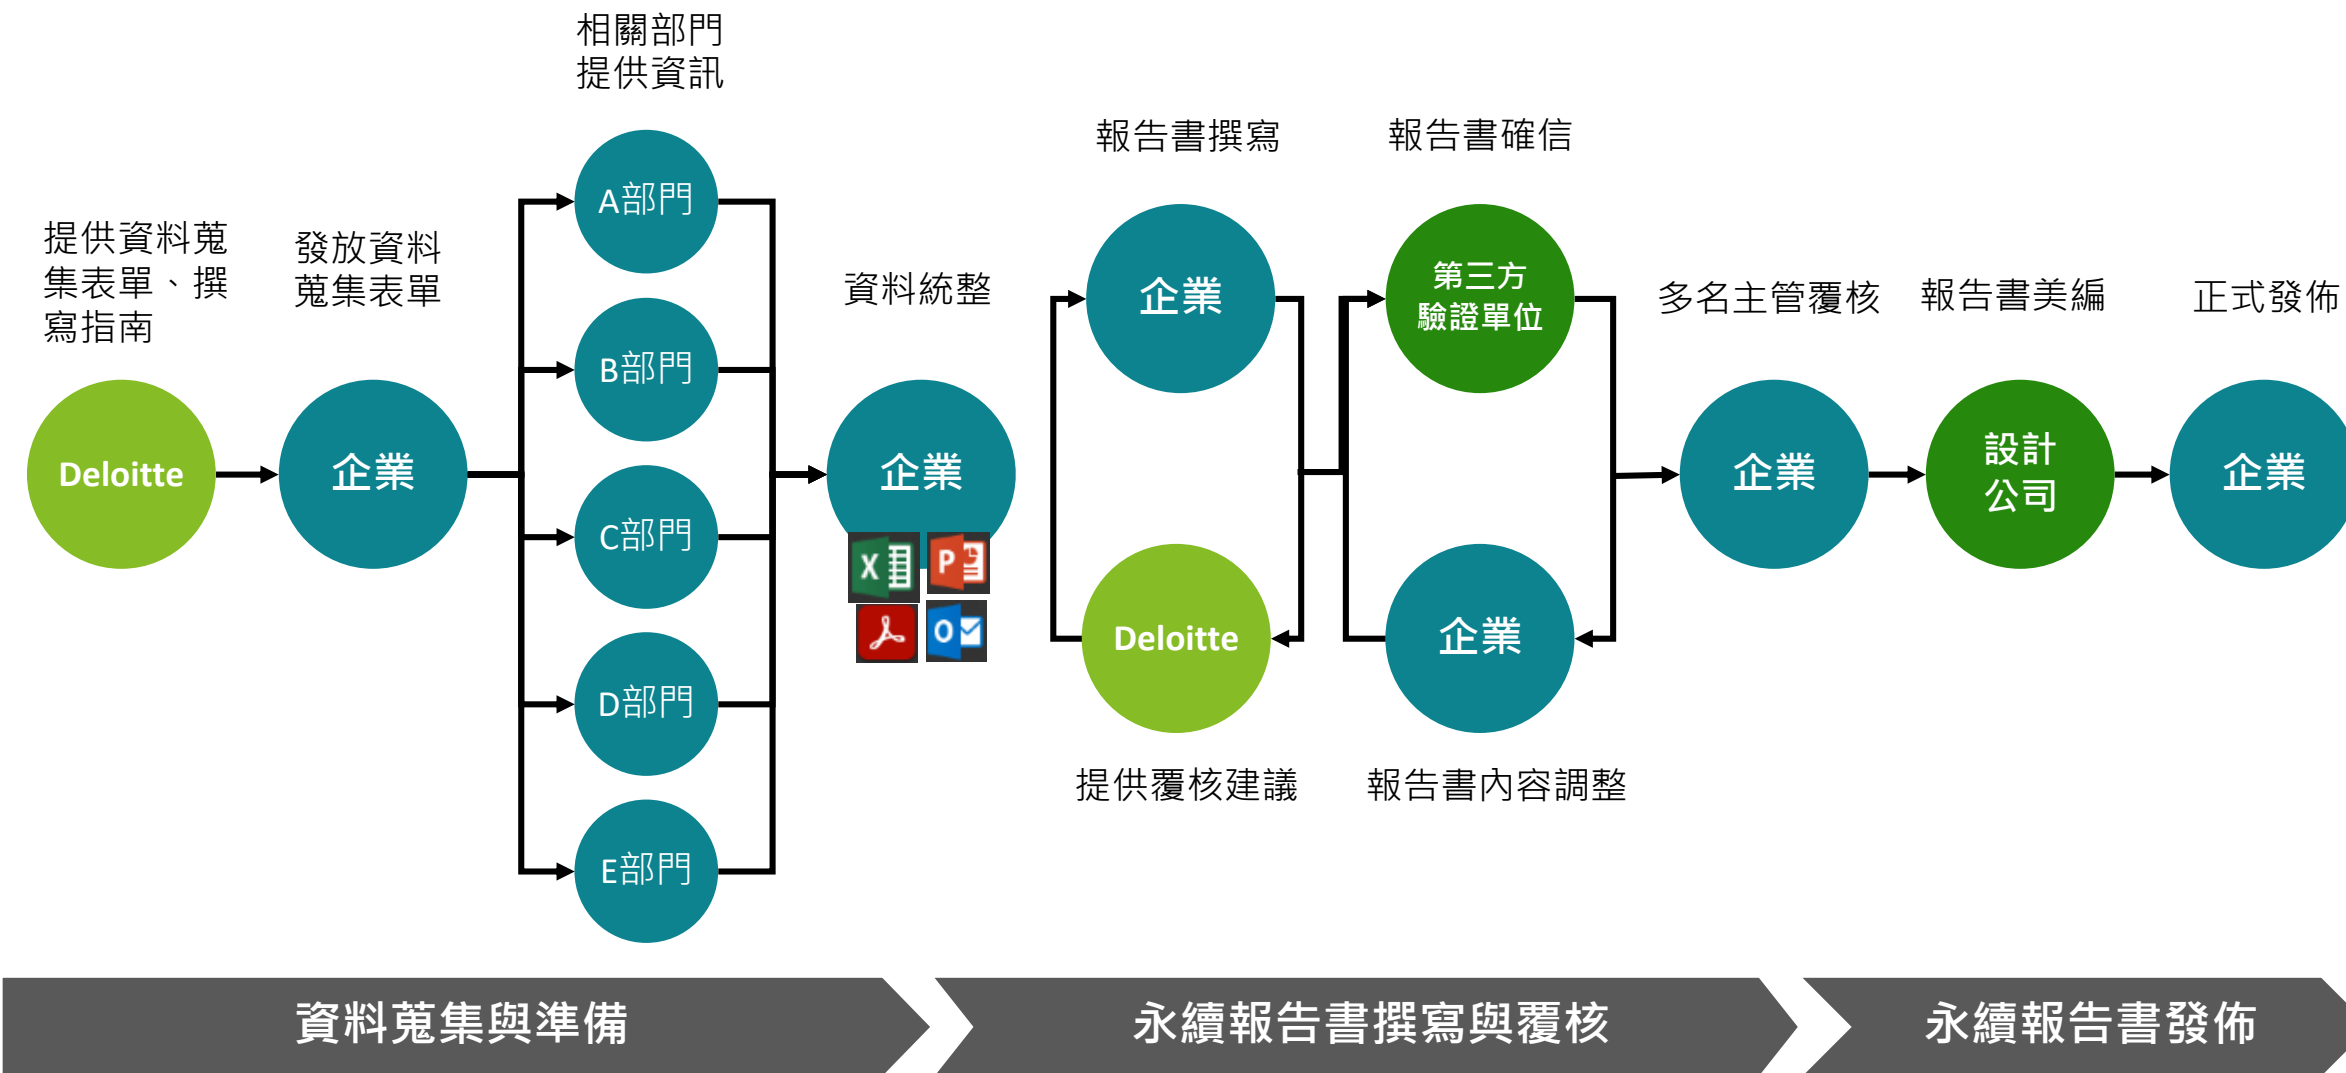 相關部門
提供資訊
提供資料蒐
集表單、撰
寫指南
Deloitte
發放資料
蒐集表單
企業
A部門
B部門
C部門
D部門
E部門
資料統整
企業
X
P
O
報告書撰寫
企業
Deloitte
提供覆核建議
報告書確信
第三方
驗證單位
企業
報告書內容調整
多名主管覆核
企業
報告書美編
設計
公司
正式發佈
企業
資料蒐集與準備
永續報告書撰寫與覆核
永續報告書發佈